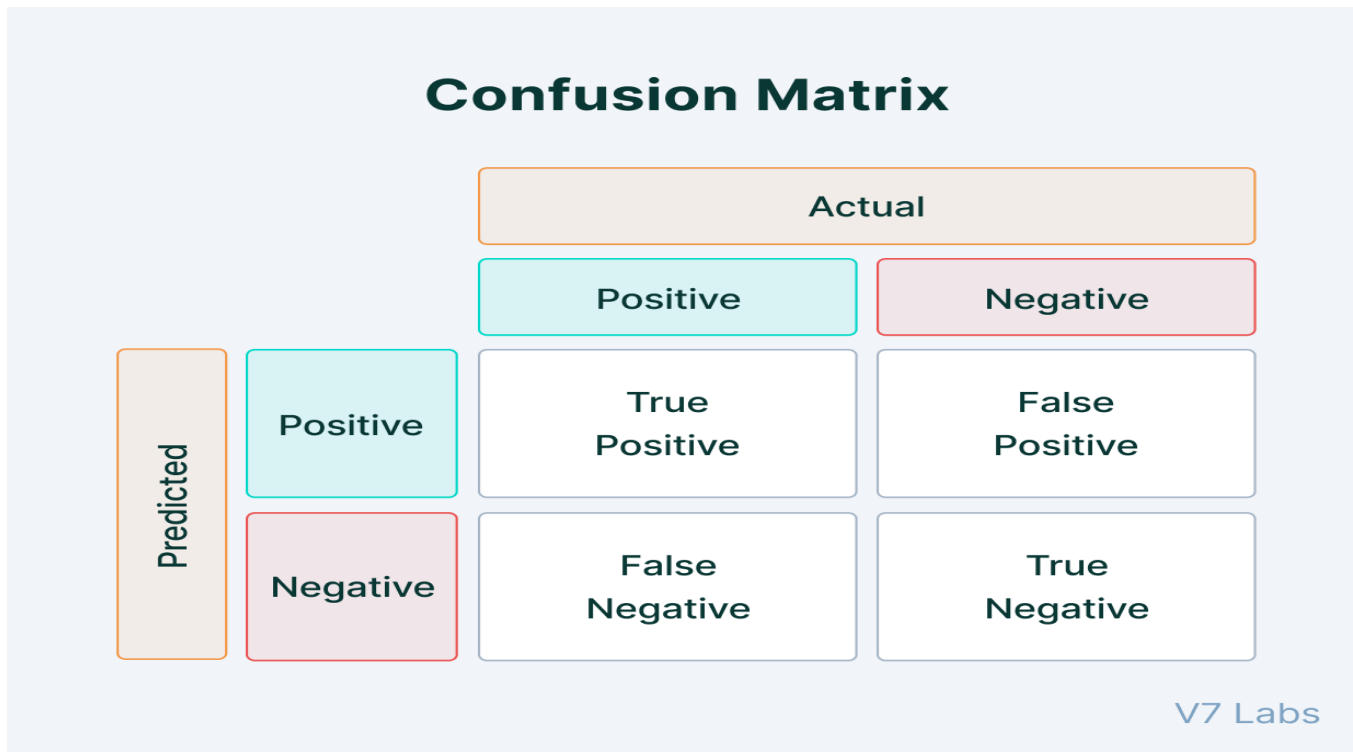 Confusion Matrix
Actual
Positive
Negative
Predicted
Positive
True
Positive
False
Positive
Negative
False
Negative
True
Negative
V7 Labs